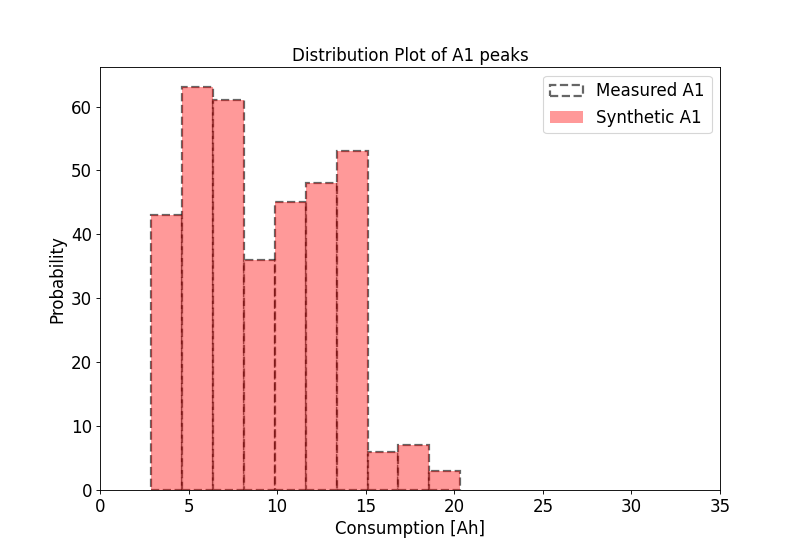 Distribution Plot of A1 peaks
Measured A1
Synthetic A1
Probability
60
50
40
30
20
10
0
0 5 10 15 20 25 30 35
Consumption [Ah]